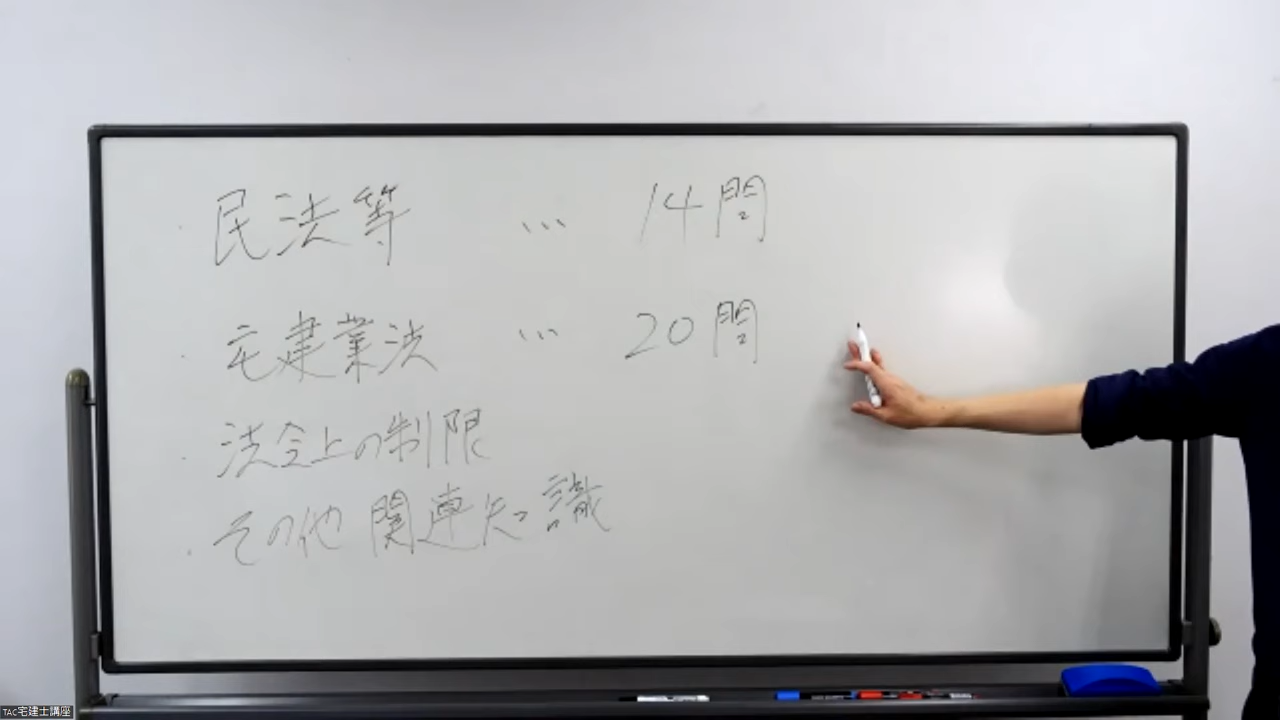 ・民法等 … 14問
・宅建業法 … 20問
・法令上の制限
・その他関連知識
TAC宅建士講座